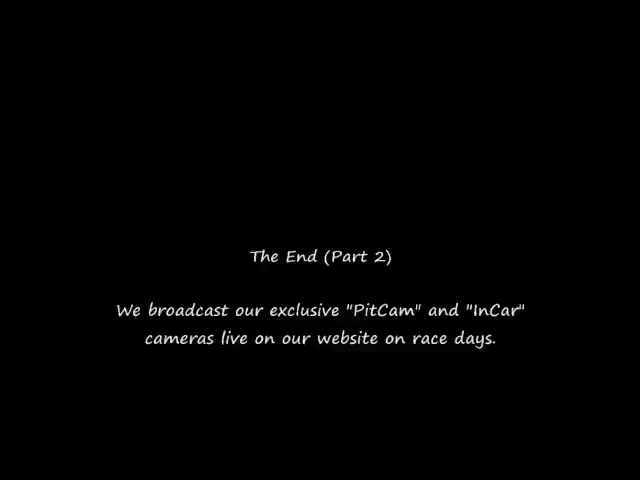 The End (Part 2)
We broadcast our exclusive "PitCam" and "InCar"
cameras live on our website on race days.